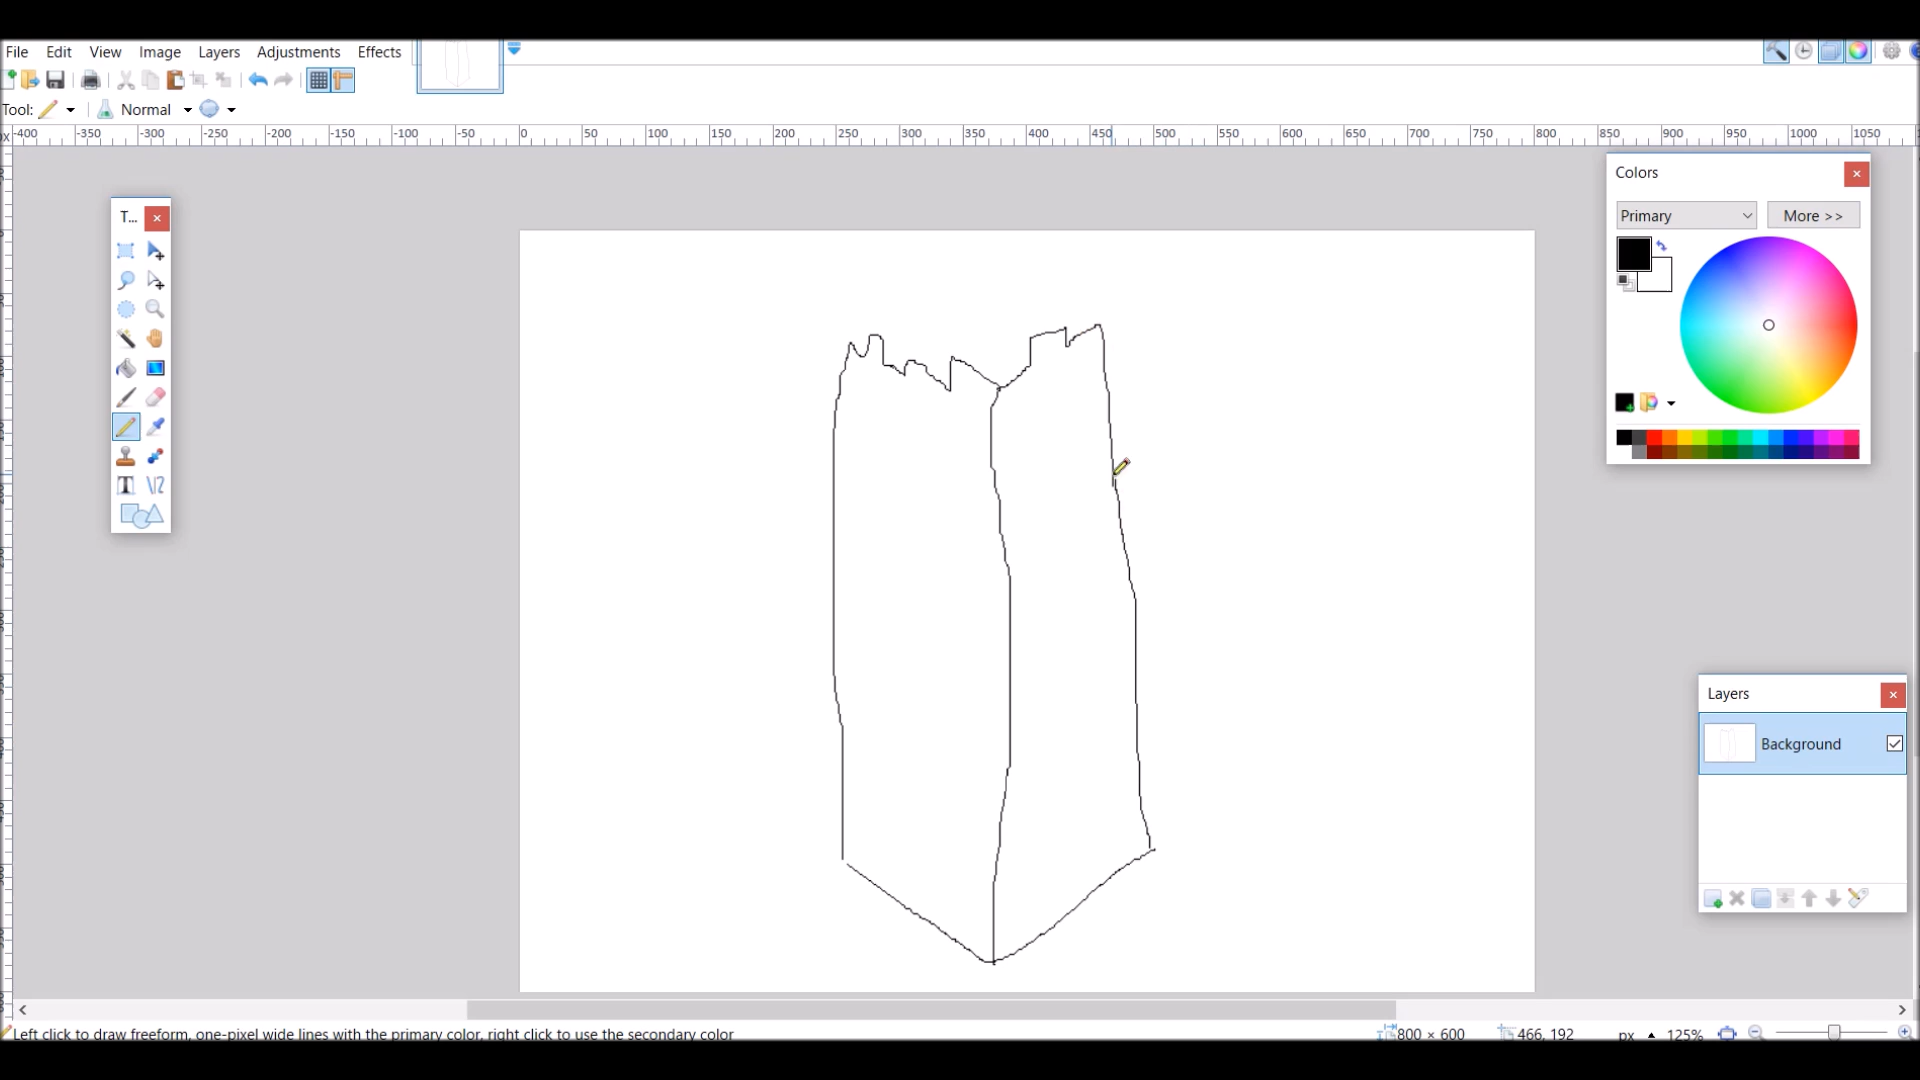 File Edit View Image Layers Adjustments Effects
Tool: Normal
px -400 -350 -300 -250 -200 -150 -100 -50 0 50 100 150 200 250 300 350 400 450 500 550 600 650 700 750 800 850 900 950 1000 1050
T...
Colors
Primary More >>
Layers
Background
Left click to draw freeform, one-pixel wide lines with the primary color, right click to use the secondary color 800 × 600 466, 192 px 125%